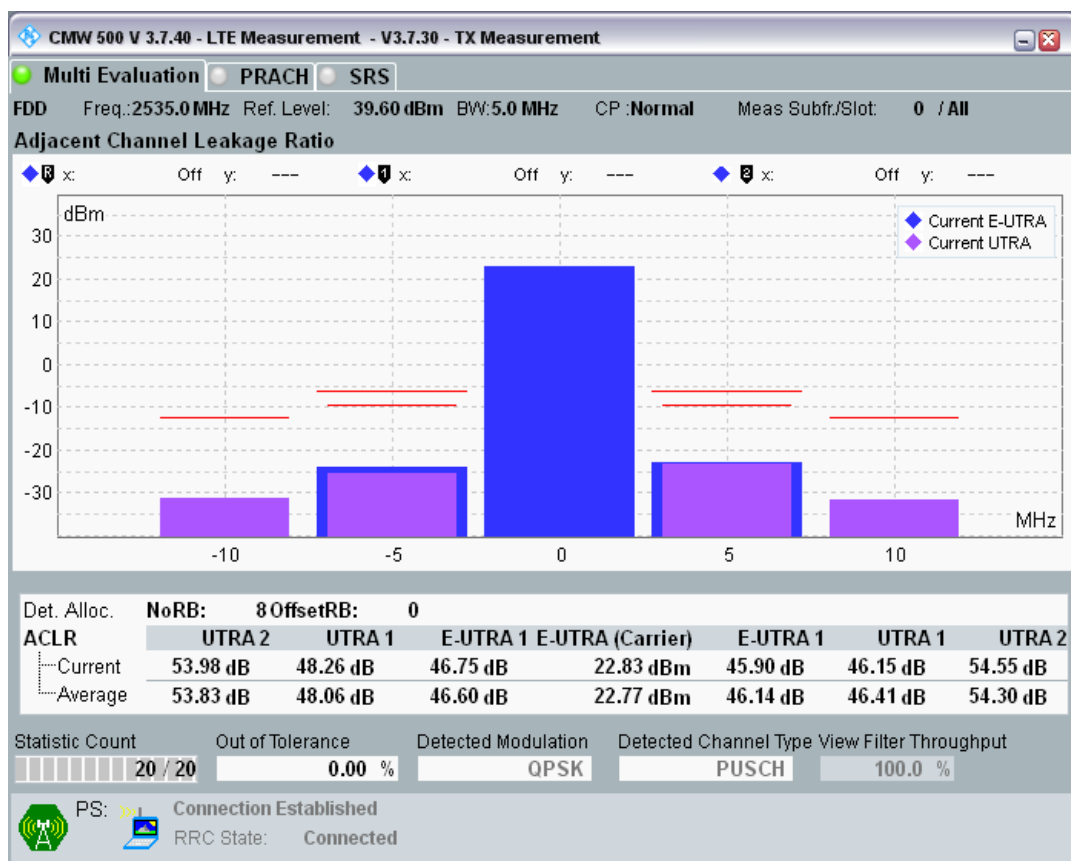 CMW 500 V 3.7.40 - LTE Measurement - V3.7.30 - TX Measurement
Multi Evaluation PRACH SRS
FDD Freq.:2535.0 MHz Ref. Level: 39.60 dBm BW:5.0 MHz CP :Normal Meas Subfr./Slot: 0 / All
Adjacent Channel Leakage Ratio
R x: Off y: --- 1 x: Off y: --- 2 x: Off y: ---
dBm
Current E-UTRA
Current UTRA
30
20
10
0
-10
-20
-30
MHz
-10 -5 0 5 10
Det. Alloc. NoRB: 8 OffsetRB: 0
ACLR UTRA 2 UTRA 1 E-UTRA 1 E-UTRA (Carrier) E-UTRA 1 UTRA 1 UTRA 2
Current 53.98 dB 48.26 dB 46.75 dB 22.83 dBm 45.90 dB 46.15 dB 54.55 dB
Average 53.83 dB 48.06 dB 46.60 dB 22.77 dBm 46.14 dB 46.41 dB 54.30 dB
Statistic Count Out of Tolerance Detected Modulation Detected Channel Type View Filter Throughput
20 / 20 0.00 % QPSK PUSCH 100.0 %
PS: Connection Established
RRC State: Connected